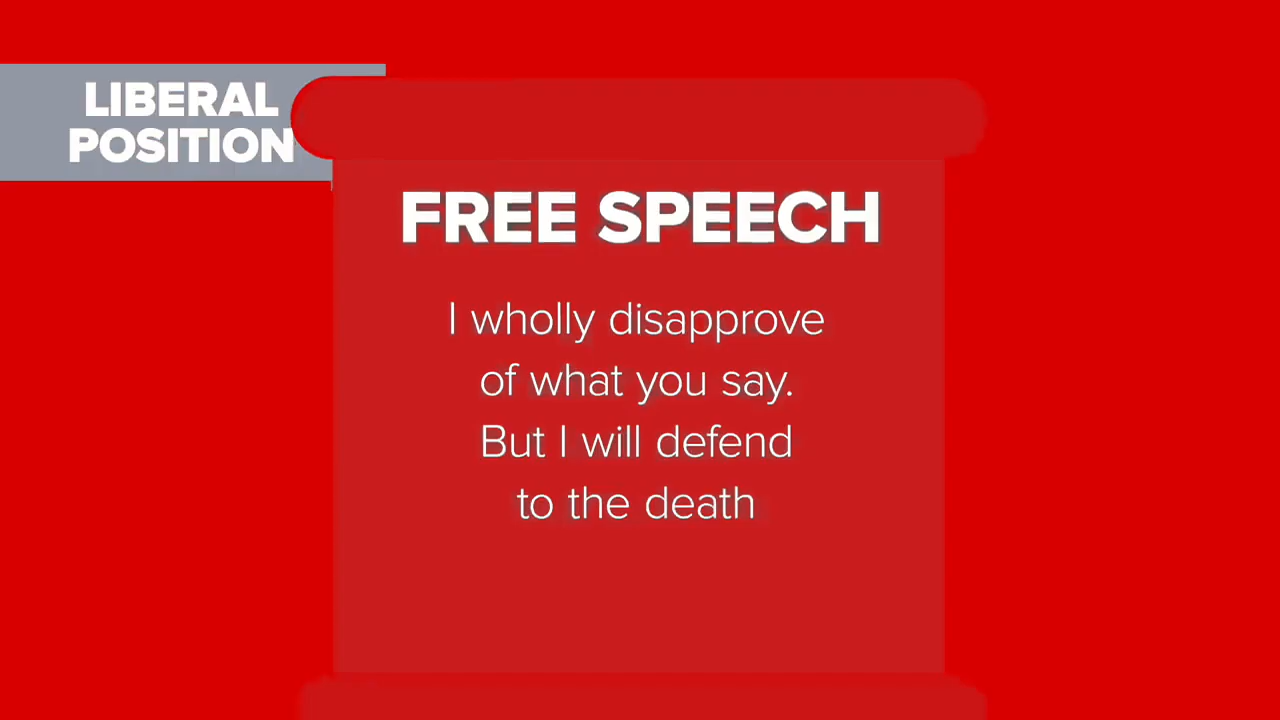 LIBERAL
POSITION
FREE SPEECH
I wholly disapprove
of what you say.
But I will defend
to the death